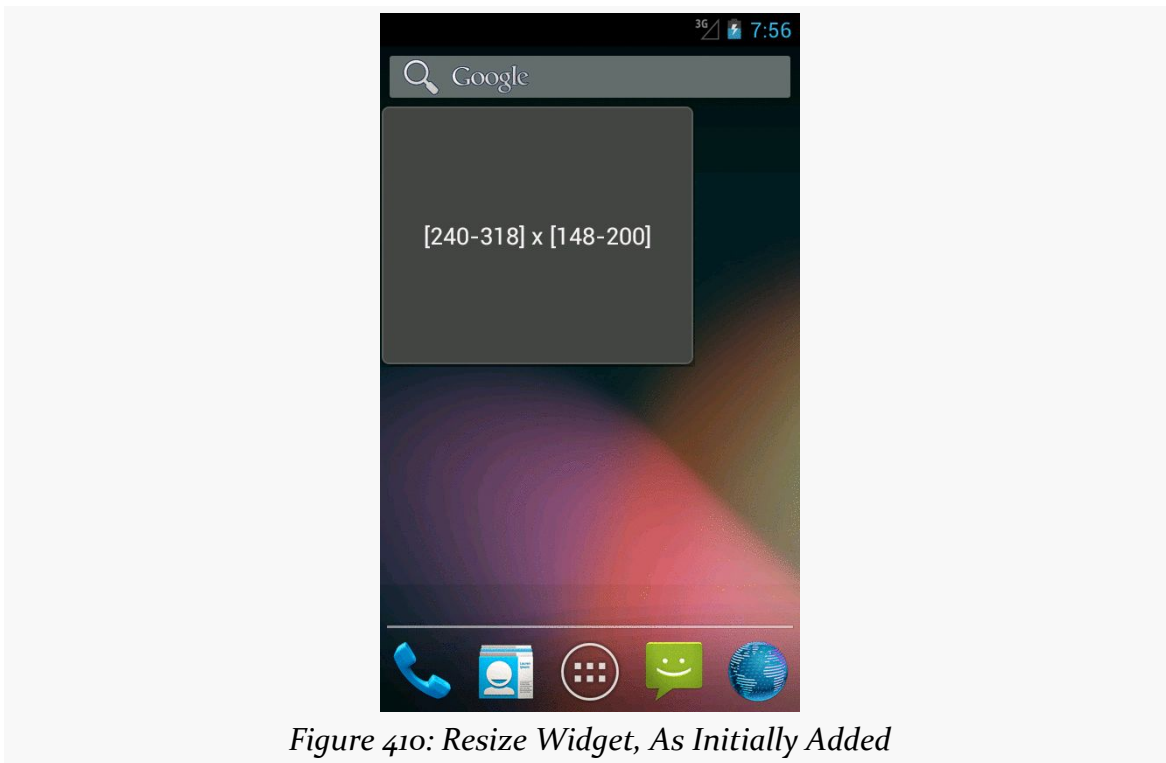 3G 7:56
Google
[240-318] x [148-200]
Figure 410: Resize Widget, As Initially Added